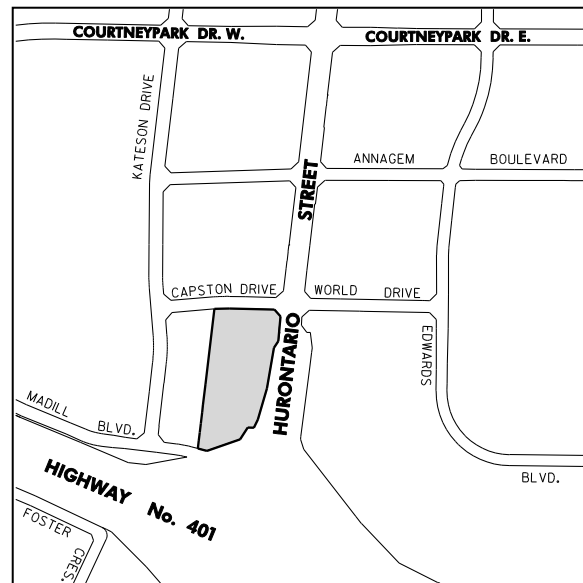 COURTNEYPARK DR. W.
COURTNEYPARK DR. E.
KATESON DRIVE
ANNAGEM BOULEVARD
STREET
CAPSTON DRIVE
WORLD DRIVE
HURONTARIO
EDWARDS
MADILL
BLVD.
BLVD.
HIGHWAY No. 401
FOSTER
CRES.